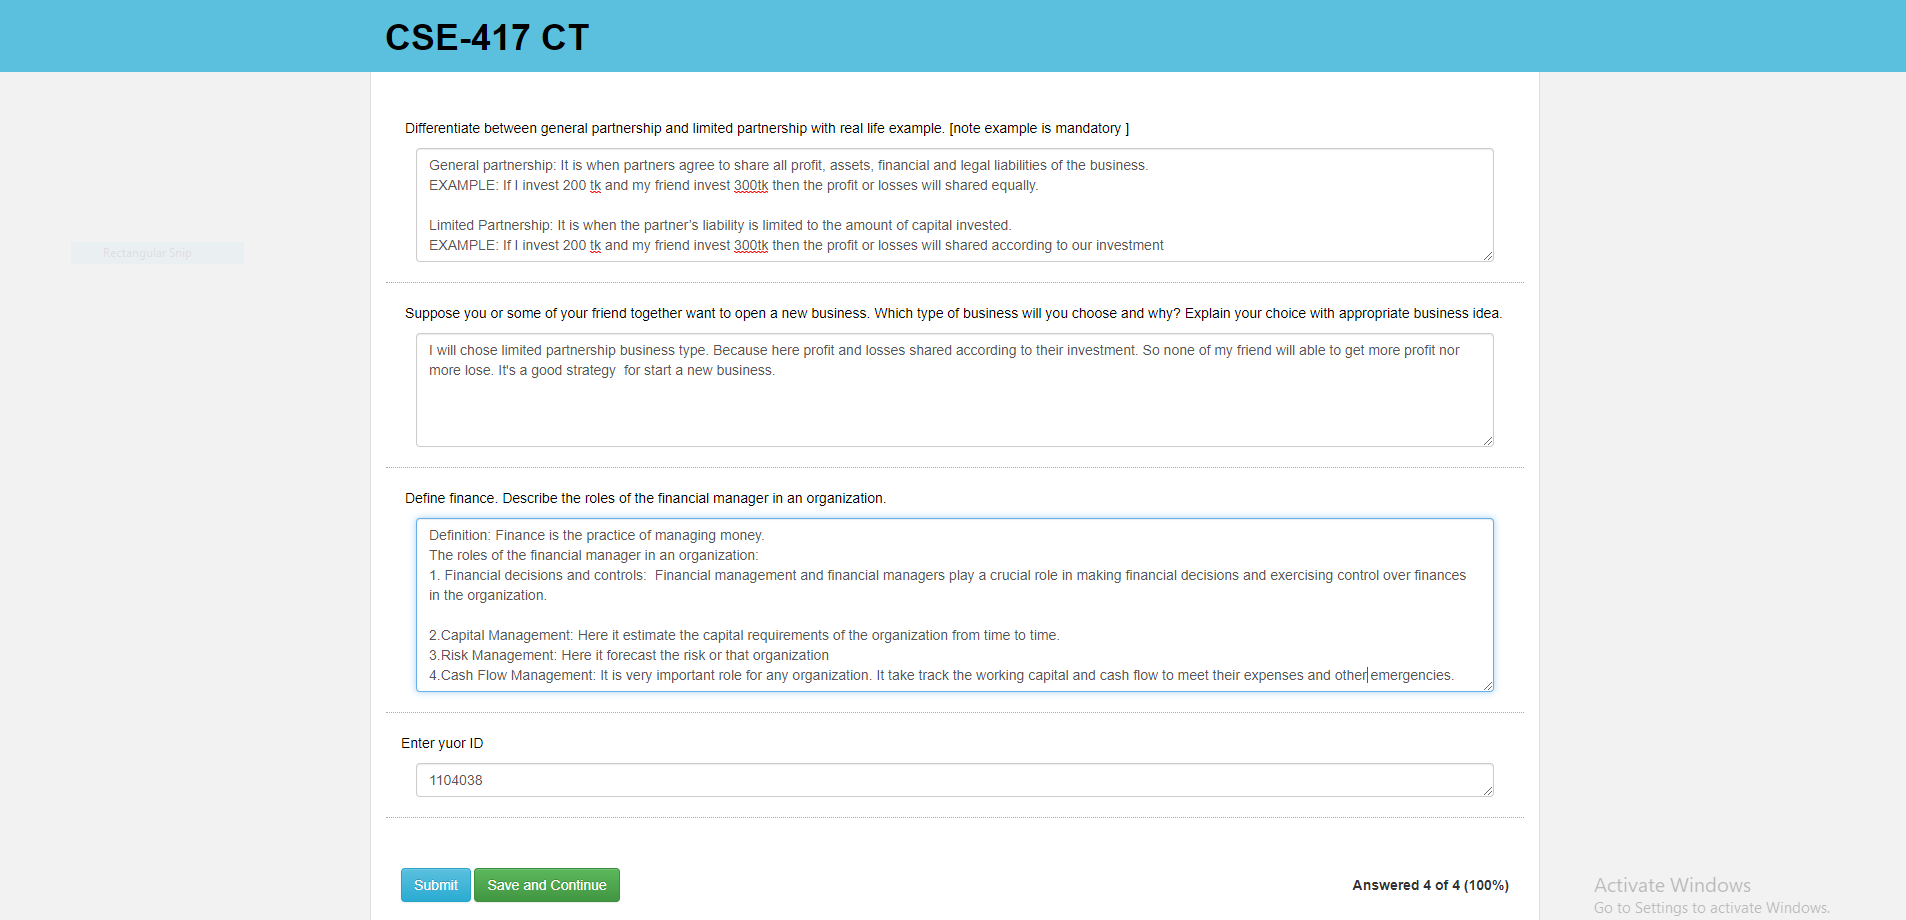 CSE-417 CT
Differentiate between general partnership and limited partnership with real life example. [note example is mandatory ]
General partnership: It is when partners agree to share all profit, assets, financial and legal liabilities of the business.
EXAMPLE: If I invest 200 tk and my friend invest 300tk then the profit or losses will shared equally.
Limited Partnership: It is when the partner's liability is limited to the amount of capital invested.
EXAMPLE: If I invest 200 tk and my friend invest 300tk then the profit or losses will shared according to our investment
Rectangular Snip
Suppose you or some of your friend together want to open a new business. Which type of business will you choose and why? Explain your choice with appropriate business idea.
I will chose limited partnership business type. Because here profit and losses shared according to their investment. So none of my friend will able to get more profit nor
more lose. It's a good strategy  for start a new business.
Define finance. Describe the roles of the financial manager in an organization.
Definition: Finance is the practice of managing money.
The roles of the financial manager in an organization:
1. Financial decisions and controls:  Financial management and financial managers play a crucial role in making financial decisions and exercising control over finances
in the organization.
2.Capital Management: Here it estimate the capital requirements of the organization from time to time.
3.Risk Management: Here it forecast the risk or that organization
4.Cash Flow Management: It is very important role for any organization. It take track the working capital and cash flow to meet their expenses and other emergencies.
Enter yuor ID
1104038
Submit Save and Continue Answered 4 of 4 (100%)
Activate Windows
Go to Settings to activate Windows.